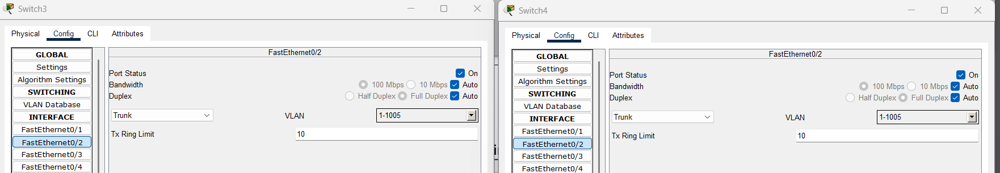 Switch3
Physical Config CLI Attributes
GLOBAL
Settings
Algorithm Settings
SWITCHING
VLAN Database
INTERFACE
FastEthernet0/1
FastEthernet0/2
FastEthernet0/3
FastEthernet0/4
FastEthernet0/2
Port Status On
Bandwidth 100 Mbps 10 Mbps Auto
Duplex Half Duplex Full Duplex Auto
Trunk VLAN 1-1005
Tx Ring Limit 10
Switch4
Physical Config CLI Attributes
GLOBAL
Settings
Algorithm Settings
SWITCHING
VLAN Database
INTERFACE
FastEthernet0/1
FastEthernet0/2
FastEthernet0/3
FastEthernet0/4
FastEthernet0/2
Port Status On
Bandwidth 100 Mbps 10 Mbps Auto
Duplex Half Duplex Full Duplex Auto
Trunk VLAN 1-1005
Tx Ring Limit 10